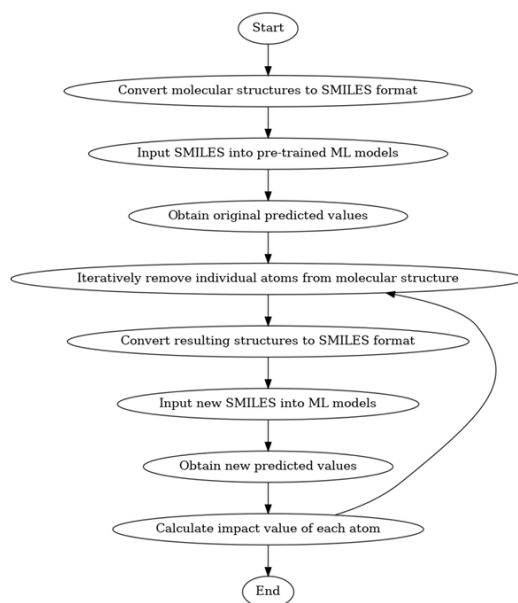 Start
Convert molecular structures to SMILES format
Input SMILES into pre-trained ML models
Obtain original predicted values
Iteratively remove individual atoms from molecular structure
Convert resulting structures to SMILES format
Input new SMILES into ML models
Obtain new predicted values
Calculate impact value of each atom
End